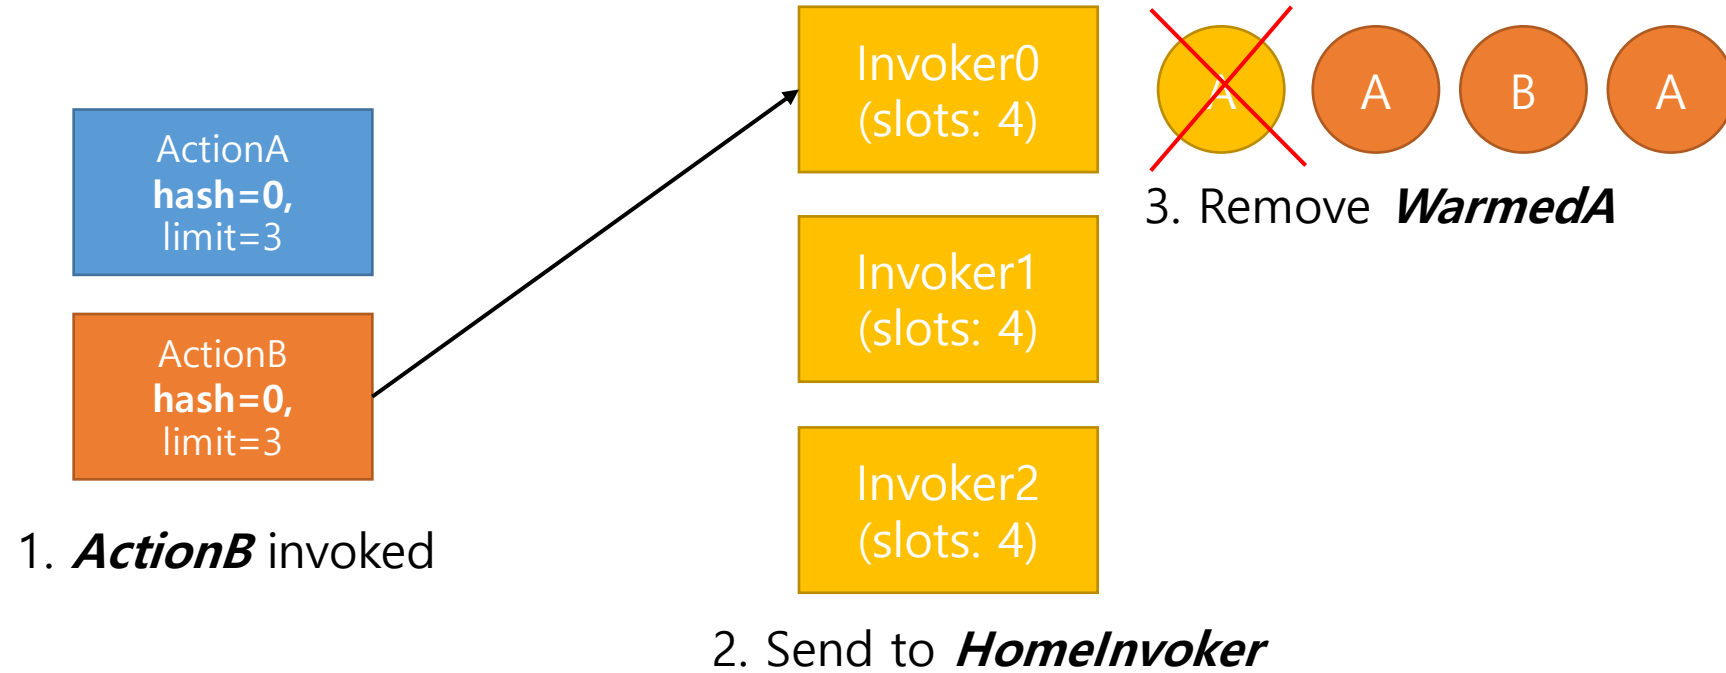 ActionA
hash=0,
limit=3
ActionB
hash=0,
limit=3
1. ActionB invoked
Invoker0
(slots: 4)
Invoker1
(slots: 4)
Invoker2
(slots: 4)
2. Send to HomeInvoker
A A B A
3. Remove WarmedA